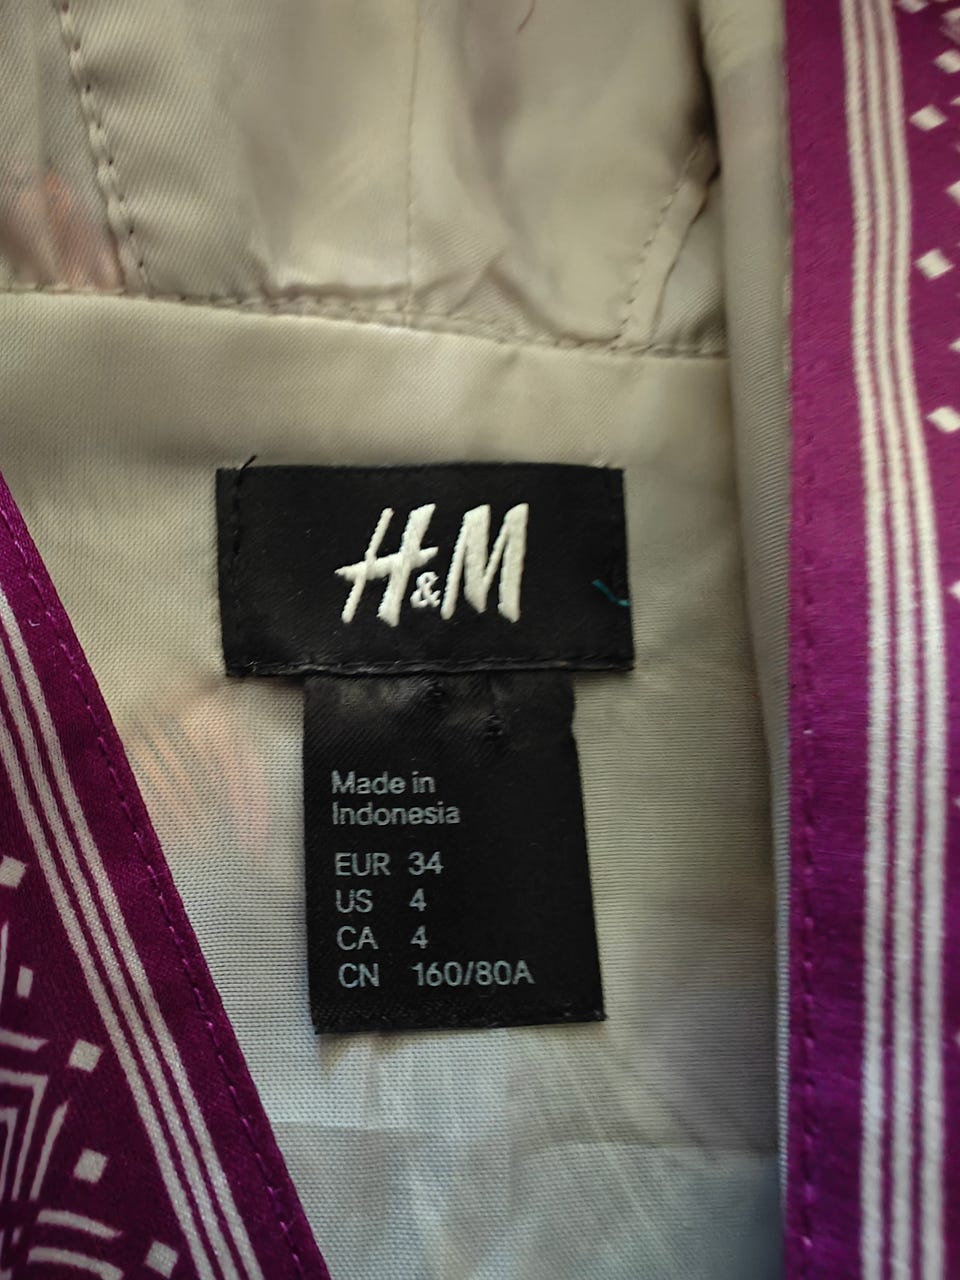 H&M
Made in
Indonesia
EUR 34
US 4
CA 4
CN 160/80A